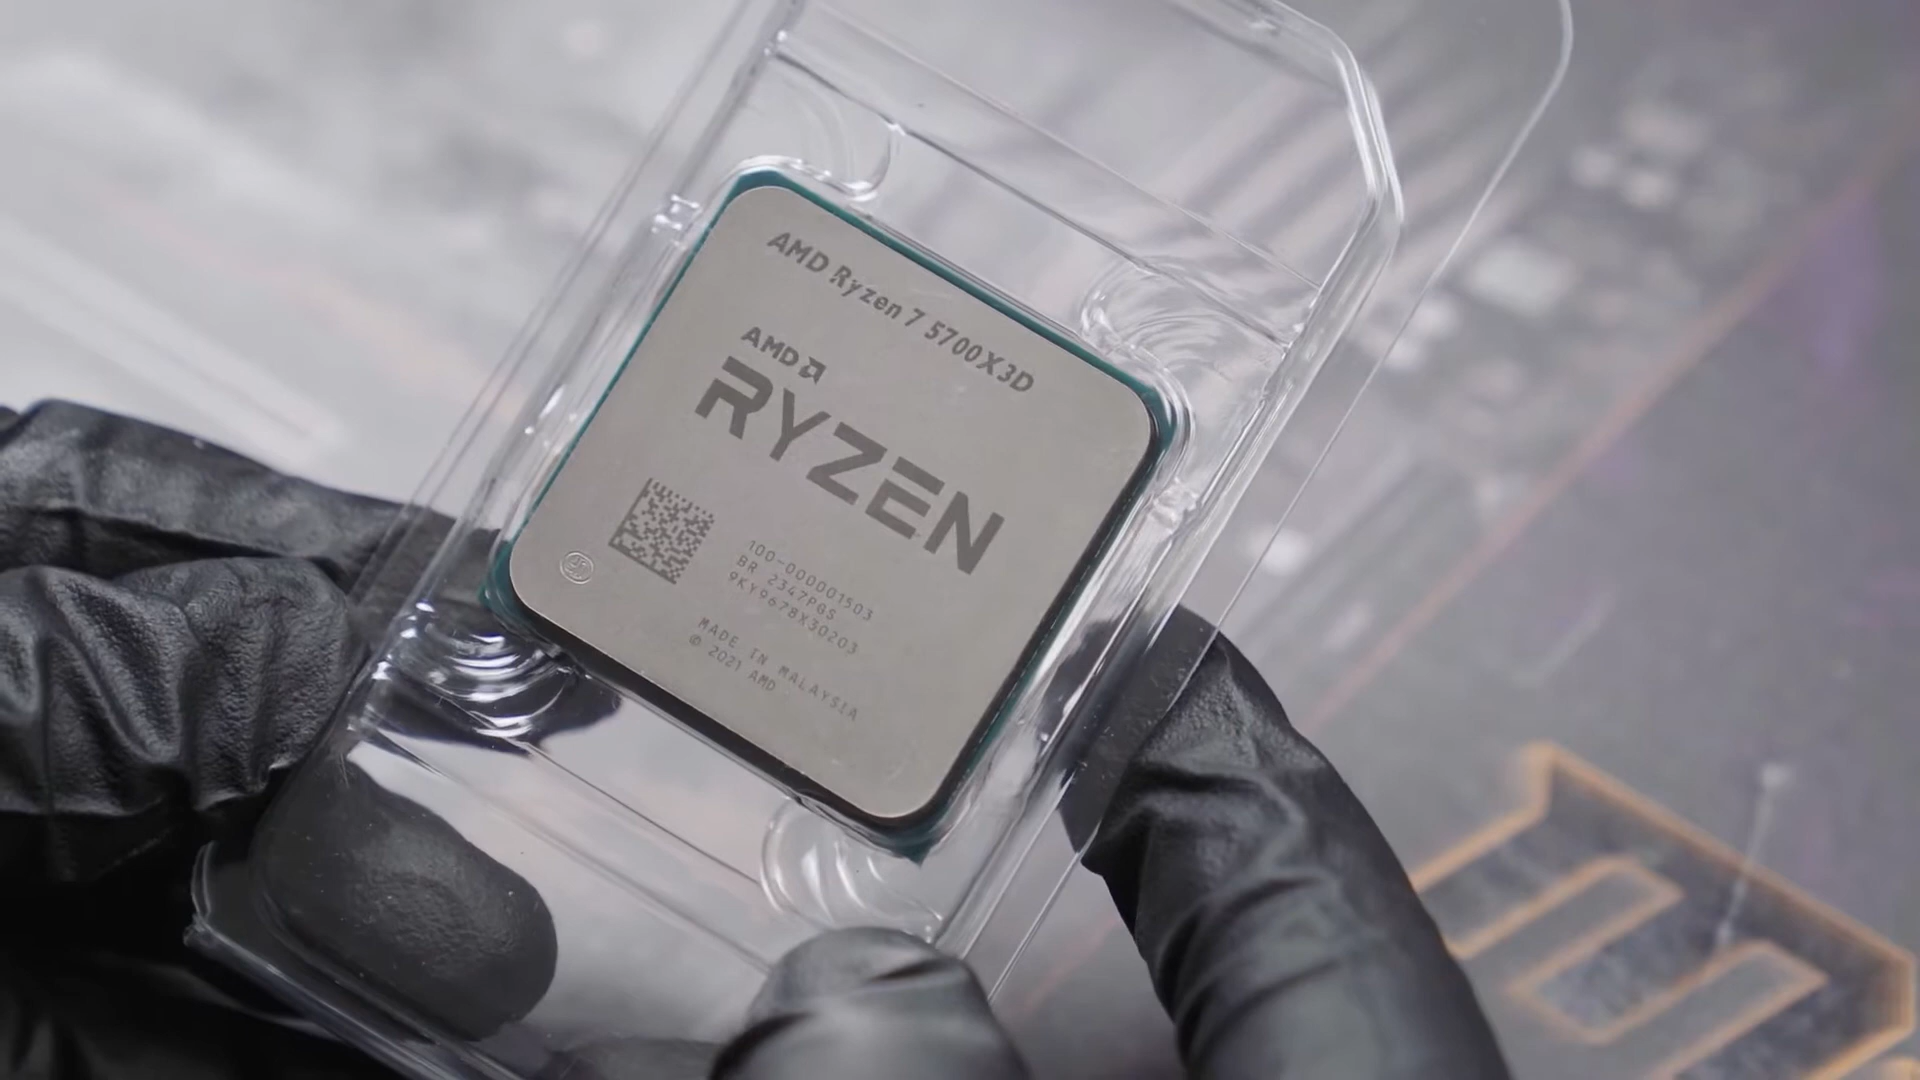 AMD Ryzen 7 5700X3D
AMD
RYZEN
100-000001503
BR 2347PGS
9KY9678X30203
MADE IN MALAYSIA
© 2021 AMD